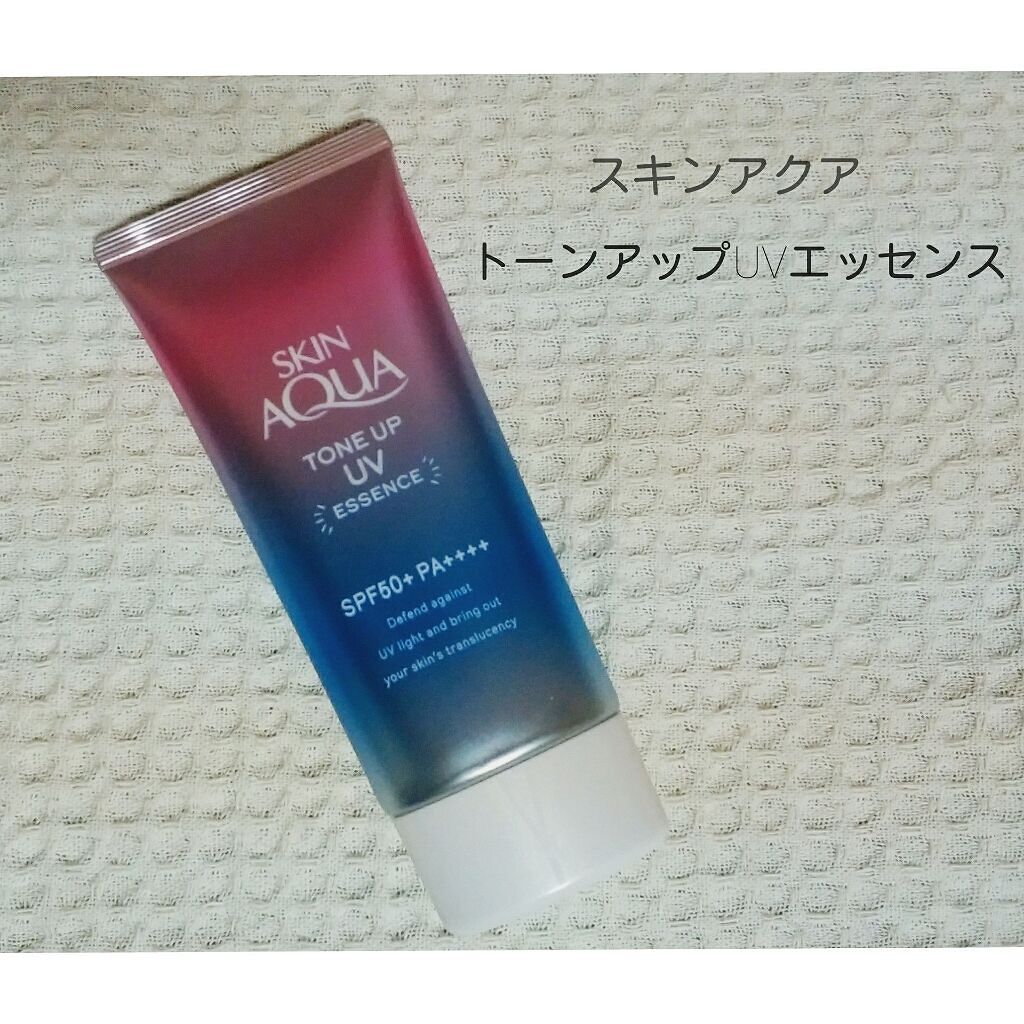 スキンアクア
トーンアップUVエッセンス
SKIN
AQUA
TONE UP
UV
ESSENCE
SPF50+ PA++++
Defend against
UV light and bring out
your skin's translucency